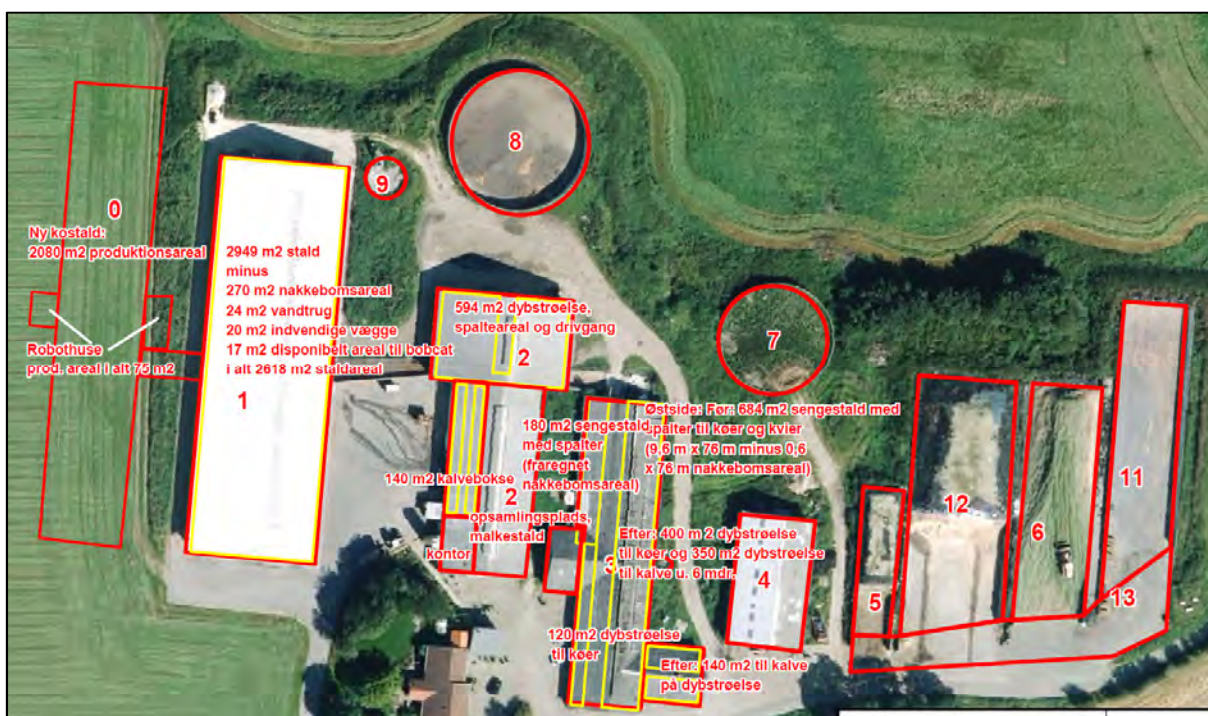 0
Ny kostald:
2080 m2 produktionsareal
Robothuse
prod. areal i alt 75 m2
2949 m2 stald
minus
270 m2 nakkebomsareal
24 m2 vandtrug
20 m2 indvendige vægge
17 m2 disponibelt areal til bobcat
i alt 2618 m2 staldareal
1
9
8
594 m2 dybstrøelse,
spalteareal og drivgang
2
7
180 m2 sengestald
med spalter
(fraregnet
nakkebomsareal)
140 m2 kalvebokse
2
opsamlingsplads,
malkestald
kontor
Østside: Før: 684 m2 sengestald med
spalter til køer og kvier
(9,6 m x 76 m minus 0,6
x 76 m nakkebomsareal)
Efter: 400 m 2 dybstrøelse
til køer og 350 m2 dybstrøelse
til kalve u. 6 mdr.
3
120 m2 dybstrøelse
til køer
Efter: 140 m2 til kalve
på dybstrøelse
4
5
12
6
11
13